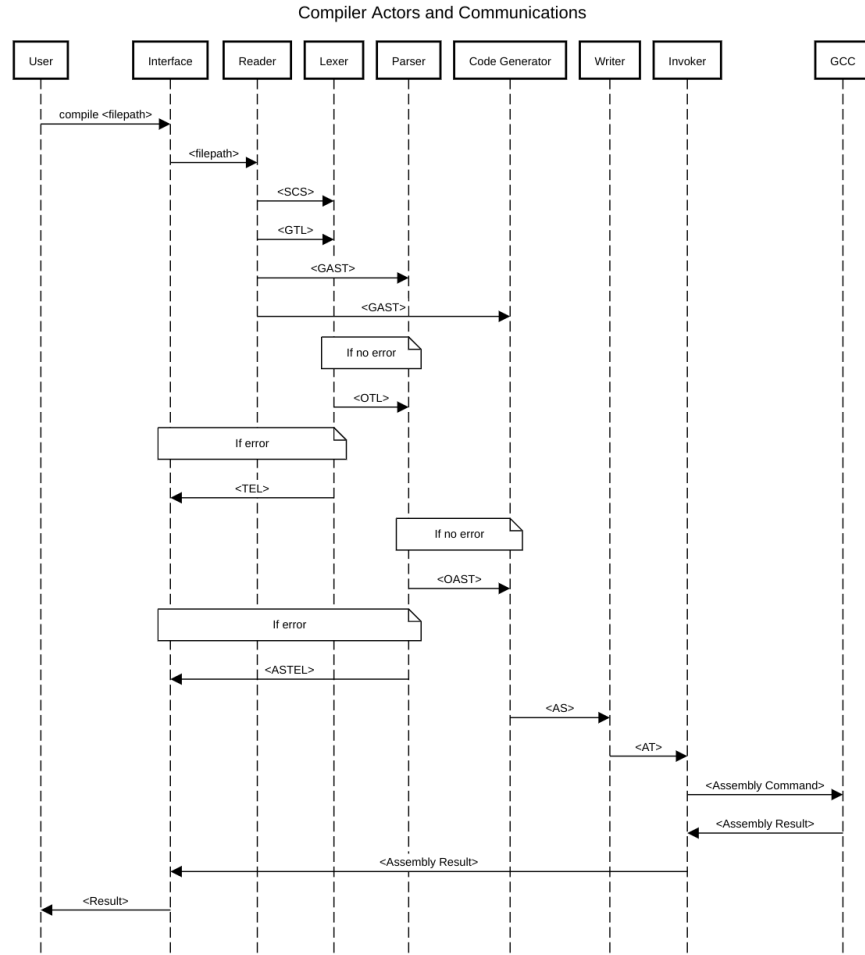 Compiler Actors and Communications
User Interface Reader Lexer Parser Code Generator Writer Invoker GCC
compile <filepath>
<filepath>
<SCS>
<GTL>
<GAST>
<GAST>
If no error
<OTL>
If error
<TEL>
If no error
<OAST>
If error
<ASTEL>
<AS>
<AT>
<Assembly Command>
<Assembly Result>
<Assembly Result>
<Result>